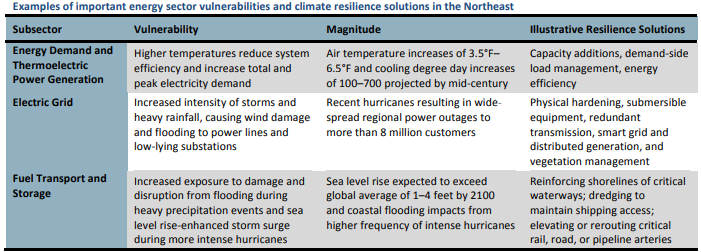 Examples of important energy sector vulnerabilities and climate resilience solutions in the Northeast
Subsector Vulnerability Magnitude Illustrative Resilience Solutions
Energy Demand and
Thermoelectric
Power Generation
Higher temperatures reduce system
efficiency and increase total and
peak electricity demand
Air temperature increases of 3.5°F–
6.5°F and cooling degree day increases
of 100–700 projected by mid-century
Capacity additions, demand-side
load management, energy
efficiency
Electric Grid
Increased intensity of storms and
heavy rainfall, causing wind damage
and flooding to power lines and
low-lying substations
Recent hurricanes resulting in wide-
spread regional power outages to
more than 8 million customers
Physical hardening, submersible
equipment, redundant
transmission, smart grid and
distributed generation, and
vegetation management
Fuel Transport and
Storage
Increased exposure to damage and
disruption from flooding during
heavy precipitation events and sea
level rise-enhanced storm surge
during more intense hurricanes
Sea level rise expected to exceed
global average of 1–4 feet by 2100
and coastal flooding impacts from
higher frequency of intense hurricanes
Reinforcing shorelines of critical
waterways; dredging to
maintain shipping access;
elevating or rerouting critical
rail, road, or pipeline arteries